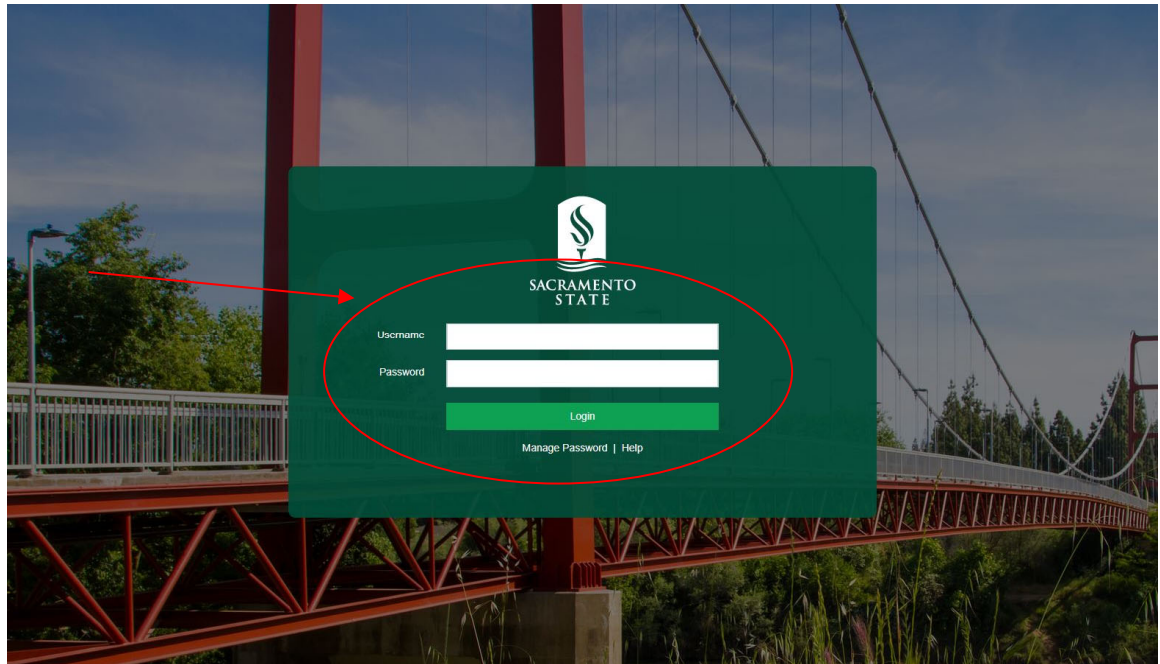 SACRAMENTO
STATE
Username
Password
Login
Manage Password | Help